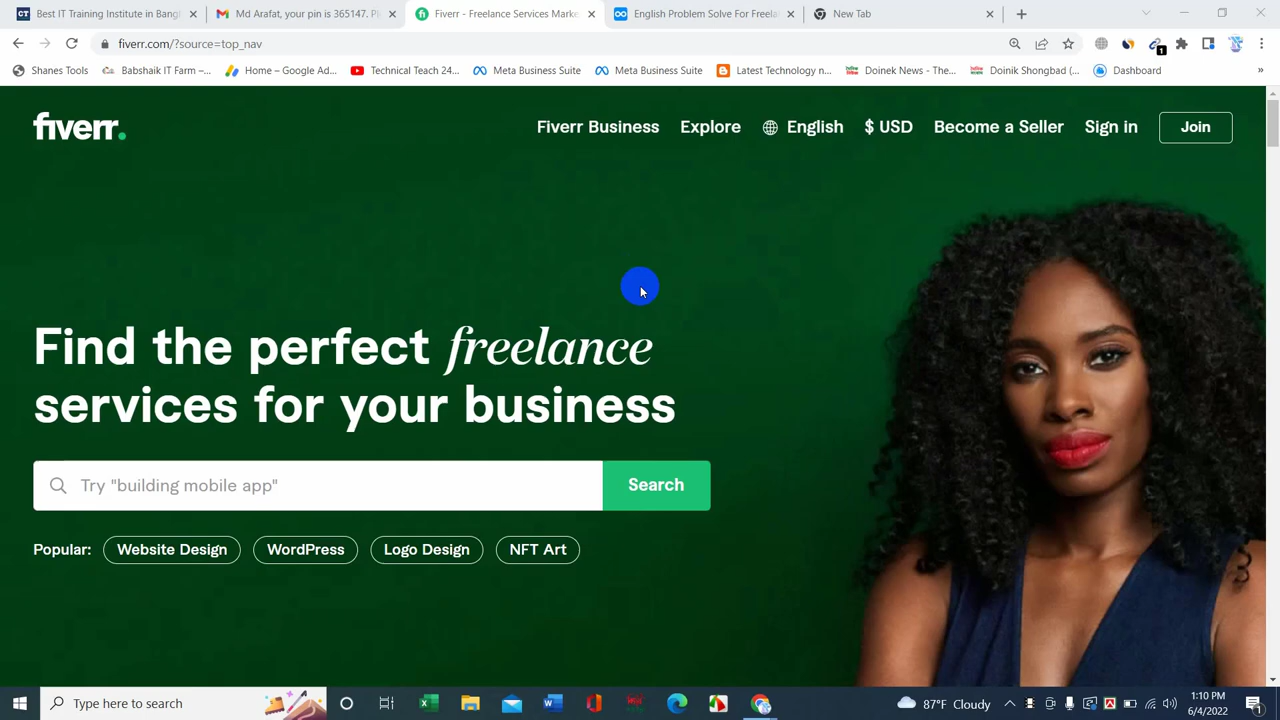 Best IT Training Institute in Bangl
Md Arafat, your pin is 365147. Pl
Fiverr - Freelance Services Marke
English Problem Solve For Freela
New Tab
fiverr.com/?source=top_nav
1
Shanes Tools
Babshaik IT Farm –...
Home – Google Ad...
Technical Teach 24...
Meta Business Suite
Meta Business Suite
Latest Technology n...
Doinek News - The...
Doinik Shongbad (...
Dashboard
»
fiverr.
Fiverr Business
Explore
English
$ USD
Become a Seller
Sign in
Join
Find the perfect freelance
services for your business
Try "building mobile app"
Search
Popular:
Website Design
WordPress
Logo Design
NFT Art
Type here to search
87°F Cloudy
1:10 PM
6/4/2022
1